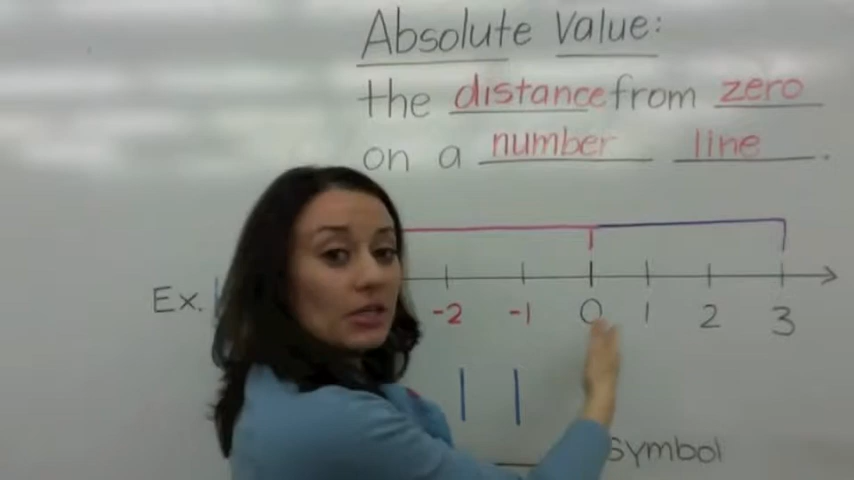 Absolute Value:
the distance from zero
on a number line.
Ex. -2 -1 0 1 2 3
| |
symbol